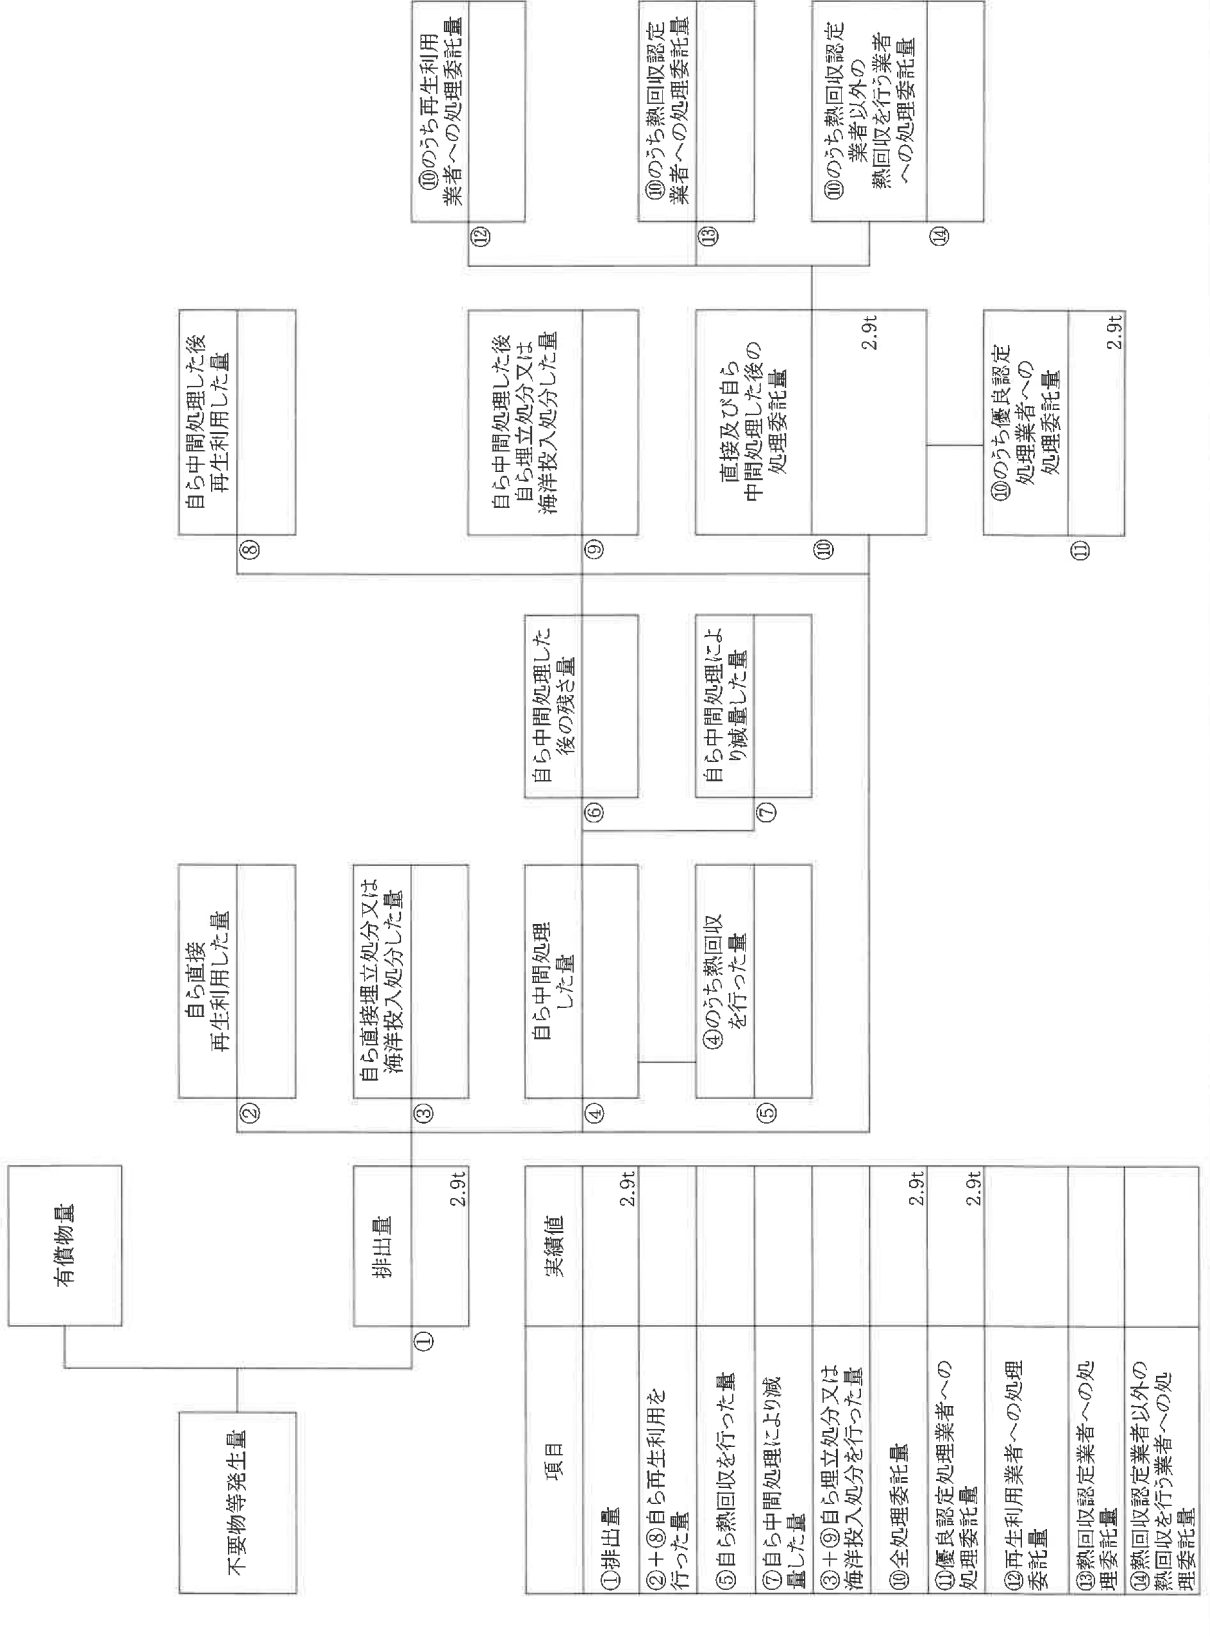 有償物量
不要物等発生量
排出量
①
2.9t
自ら直接
再生利用した量
②
自ら直接埋立処分又は
海洋投入処分した量
③
自ら中間処理
した量
④
④のうち熱回収
を行った量
⑤
自ら中間処理した
後の残さ量
⑥
自ら中間処理によ
り減量した量
⑦
自ら中間処理した後
再生利用した量
⑧
自ら中間処理した後
自ら埋立処分又は
海洋投入処分した量
⑨
直接及び自ら
中間処理した後の
処理委託量
⑩
2.9t
⑩のうち優良認定
処理業者への
処理委託量
⑪
2.9t
⑩のうち再生利用
業者への処理委託量
⑫
⑩のうち熱回収認定
業者への処理委託量
⑬
⑩のうち熱回収認定
業者以外の
熱回収を行う業者
への処理委託量
⑭
項目
実績値
①排出量
2.9t
②+⑧自ら再生利用を
行った量
⑤自ら熱回収を行った量
⑦自ら中間処理により減
量した量
③+⑨自ら埋立処分又は
海洋投入処分を行った量
⑩全処理委託量
2.9t
⑪優良認定処理業者への
処理委託量
2.9t
⑫再生利用業者への処理
委託量
⑬熱回収認定業者への処
理委託量
⑭熱回収認定業者以外の
熱回収を行う業者への処
理委託量